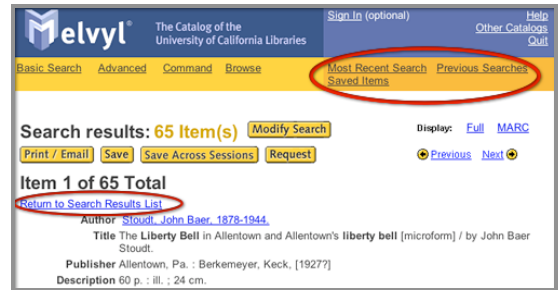 Melvyl®
The Catalog of the
University of California Libraries
Sign In (optional)
Help
Other Catalogs
Quit
Basic Search Advanced Command Browse
Most Recent Search Previous Searches
Saved Items
Search results: 65 Item(s) Modify Search
Display: Full MARC
Print / Email Save Save Across Sessions Request
Previous Next
Item 1 of 65 Total
Return to Search Results List
Author Stoudt, John Baer, 1878-1944.
Title The Liberty Bell in Allentown and Allentown's liberty bell [microform] / by John Baer
Stoudt.
Publisher Allentown, Pa. : Berkemeyer, Keck, [1927?]
Description 60 p. : ill. ; 24 cm.